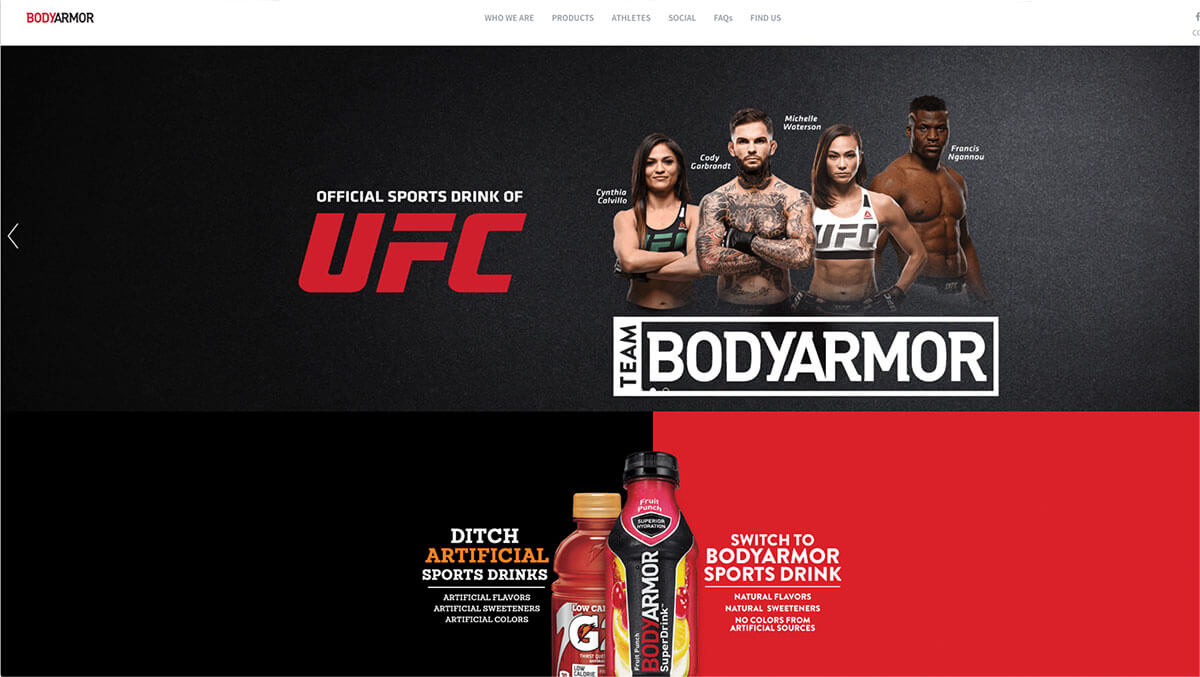 BODYARMOR
WHO WE ARE
PRODUCTS
ATHLETES
SOCIAL
FAQs
FIND US
OFFICIAL SPORTS DRINK OF
UFC
Cynthia
Calvillo
Cody
Garbrandt
Michelle
Waterson
Francis
Ngannou
UFC
UFC
TEAM
BODYARMOR
DITCH
ARTIFICIAL
SPORTS DRINKS
ARTIFICIAL FLAVORS
ARTIFICIAL SWEETENERS
ARTIFICIAL COLORS
LOW CAL
G2
LOW
CALORIE
Fruit
Punch
SUPERIOR
HYDRATION
Fruit Punch
BODYARMOR
SuperDrink™
SWITCH TO
BODYARMOR
SPORTS DRINK
NATURAL FLAVORS
NATURAL SWEETENERS
NO COLORS FROM
ARTIFICIAL SOURCES